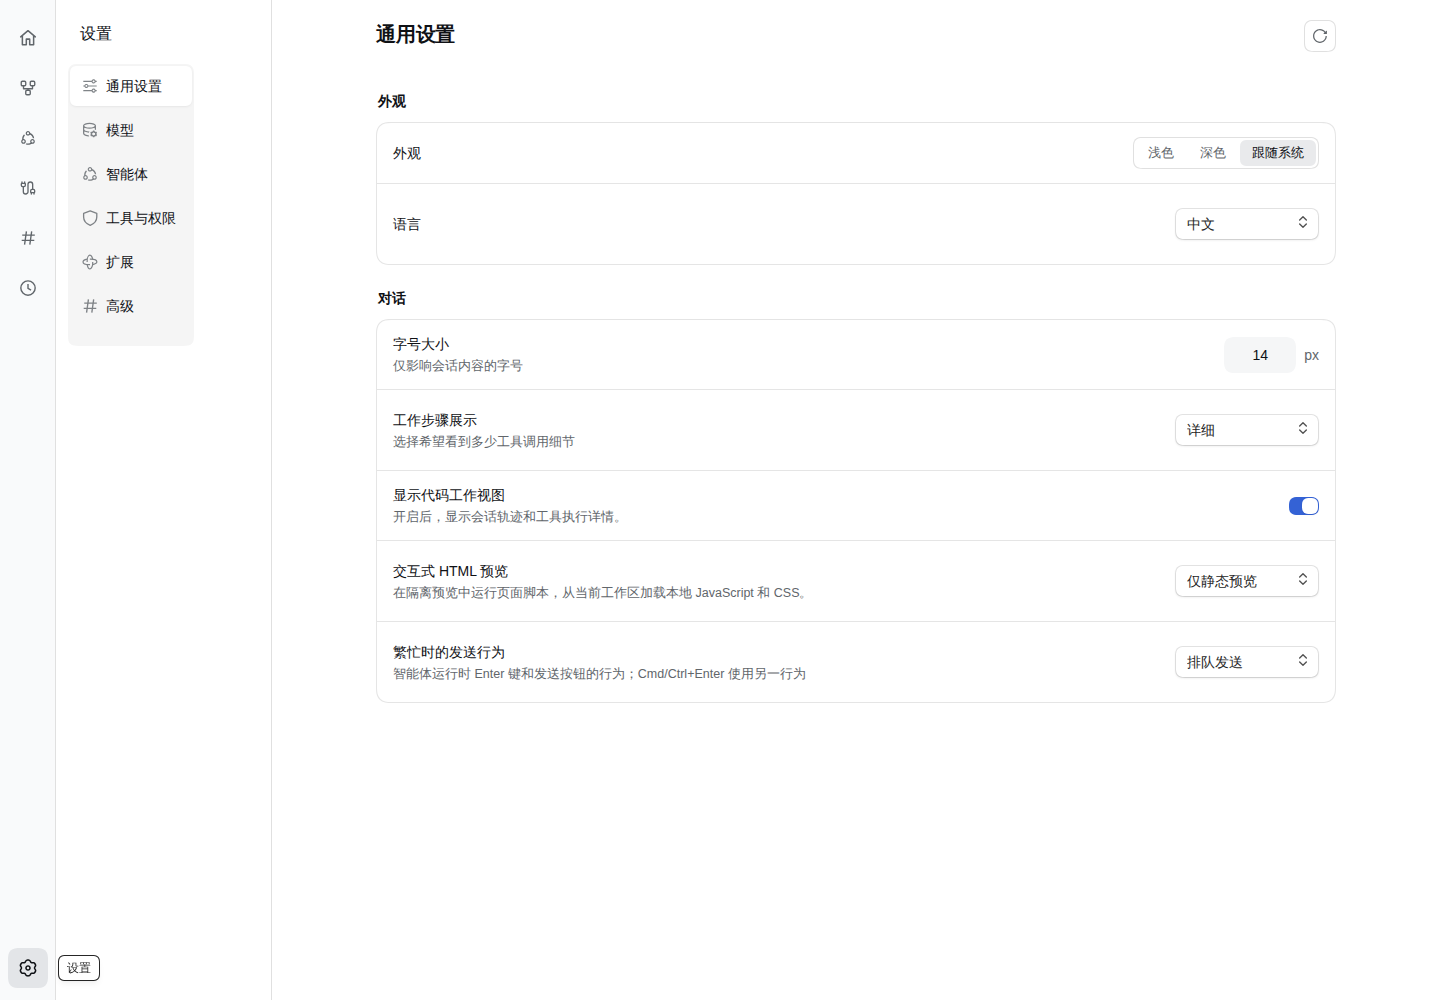 设置
通用设置
模型
智能体
工具与权限
扩展
高级
设置
通用设置
外观
外观
浅色 深色 跟随系统
语言
中文
对话
字号大小
仅影响会话内容的字号
14 px
工作步骤展示
选择希望看到多少工具调用细节
详细
显示代码工作视图
开启后，显示会话轨迹和工具执行详情。
交互式 HTML 预览
在隔离预览中运行页面脚本，从当前工作区加载本地 JavaScript 和 CSS。
仅静态预览
繁忙时的发送行为
智能体运行时 Enter 键和发送按钮的行为；Cmd/Ctrl+Enter 使用另一行为
排队发送